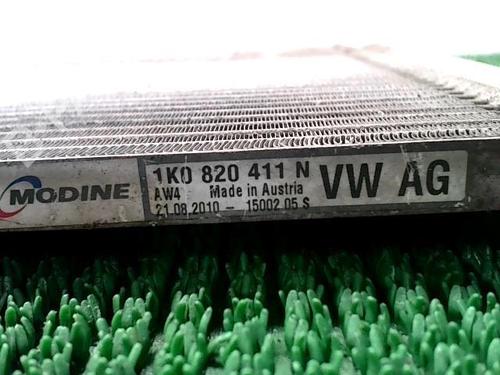 MODINE
1K0 820 411 N
AW4 Made in Austria
21.08.2010 - 15002 05 S
VW AG